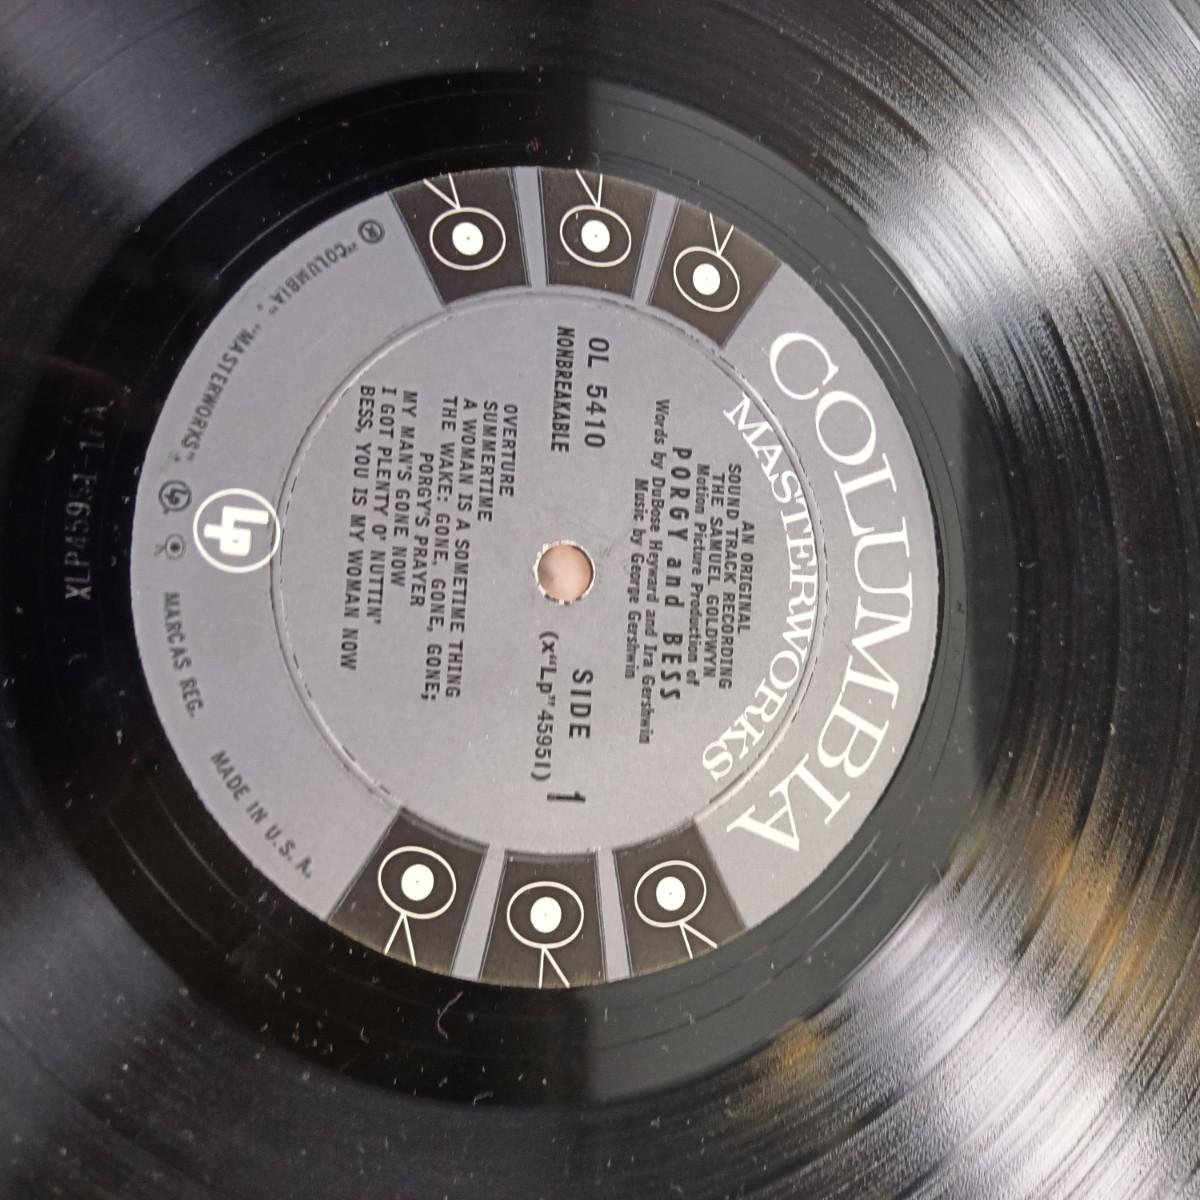 COLUMBIA
MASTERWORKS
AN ORIGINAL
SOUND TRACK RECORDING
THE SAMUEL GOLDWYN
Motion Picture Production of
PORGY and BESS
Words by DuBose Heyward and Ira Gershwin
Music by George Gershwin
OL 5410
NONBREAKABLE
SIDE 1
(x"Lp" 45951)
OVERTURE
SUMMERTIME
A WOMAN IS A SOMETIME THING
THE WAKE: GONE, GONE, GONE;
PORGY'S PRAYER
MY MAN'S GONE NOW
I GOT PLENTY O' NUTTIN'
BESS, YOU IS MY WOMAN NOW
Lp
® "COLUMBIA", "MASTERWORKS" Lp MARCAS REG. MADE IN U.S.A.